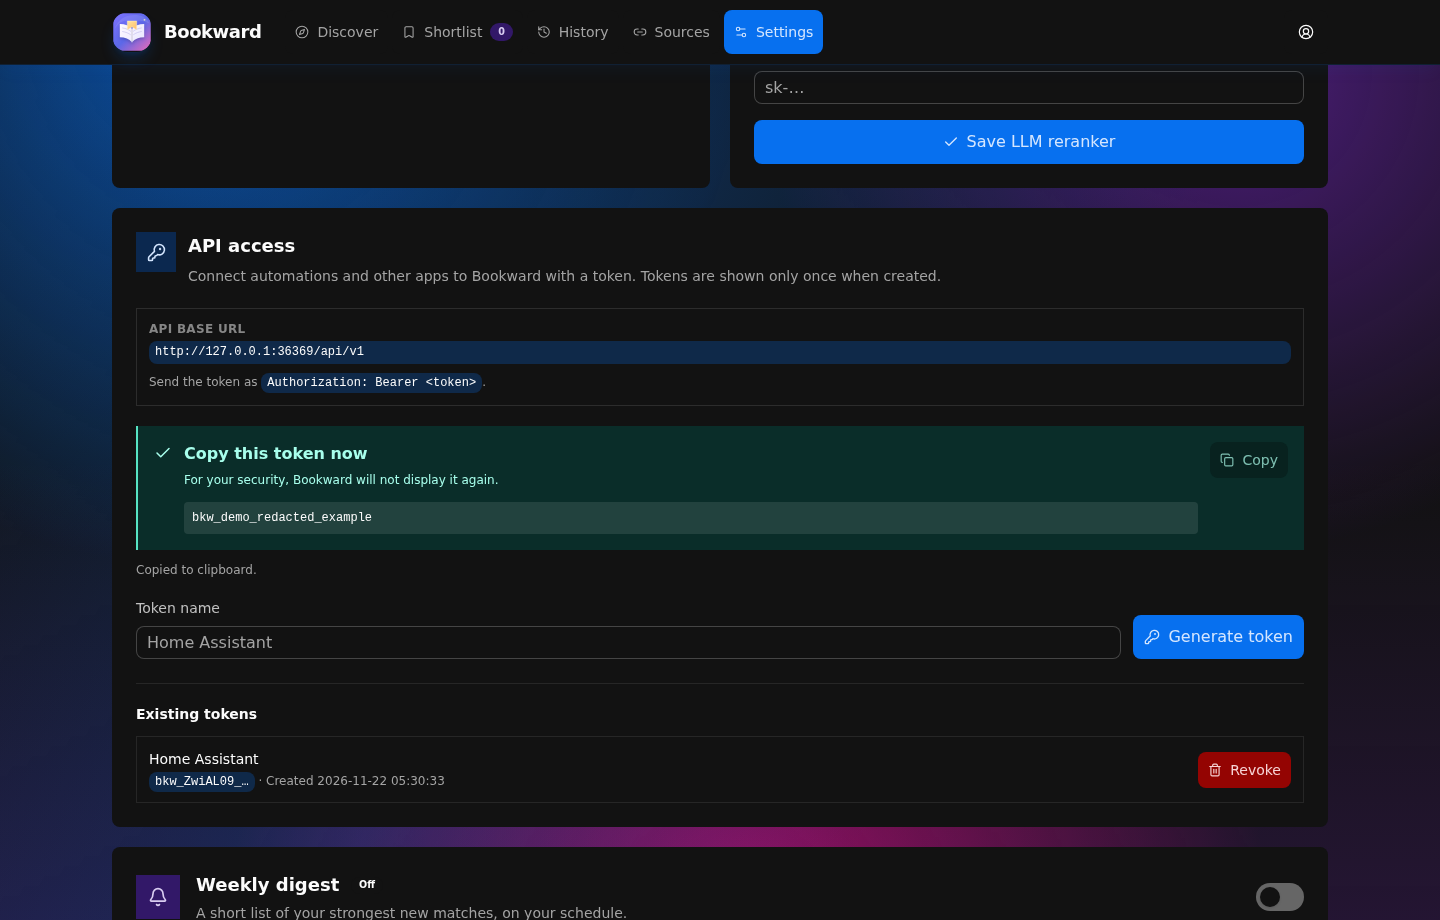 Bookward
Discover
Shortlist 0
History
Sources
Settings
sk-...
Save LLM reranker
API access
Connect automations and other apps to Bookward with a token. Tokens are shown only once when created.
API BASE URL
http://127.0.0.1:36369/api/v1
Send the token as Authorization: Bearer <token>.
Copy this token now
Copy
For your security, Bookward will not display it again.
bkw_demo_redacted_example
Copied to clipboard.
Token name
Home Assistant
Generate token
Existing tokens
Home Assistant
bkw_ZwiAL09_… · Created 2026-11-22 05:30:33
Revoke
Weekly digest Off
A short list of your strongest new matches, on your schedule.